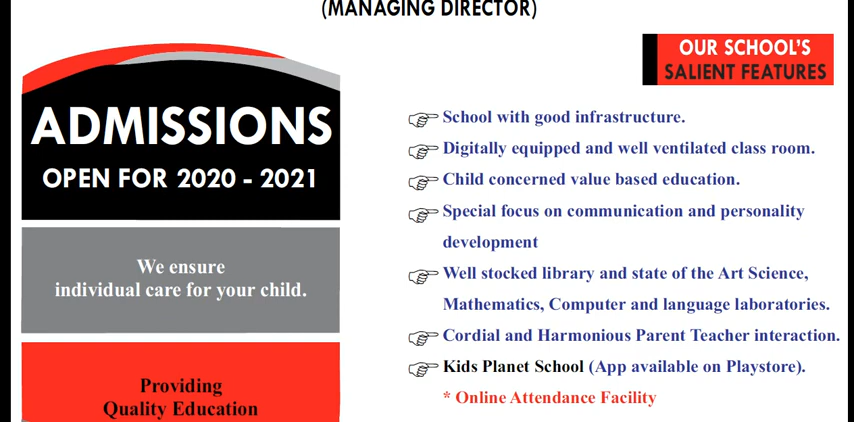 (MANAGING DIRECTOR)
ADMISSIONS
OPEN FOR 2020 - 2021
We ensure
individual care for your child.
Providing
Quality Education
OUR SCHOOL'S
SALIENT FEATURES
School with good infrastructure.
Digitally equipped and well ventilated class room.
Child concerned value based education.
Special focus on communication and personality
development
Well stocked library and state of the Art Science,
Mathematics, Computer and language laboratories.
Cordial and Harmonious Parent Teacher interaction.
Kids Planet School (App available on Playstore).
* Online Attendance Facility